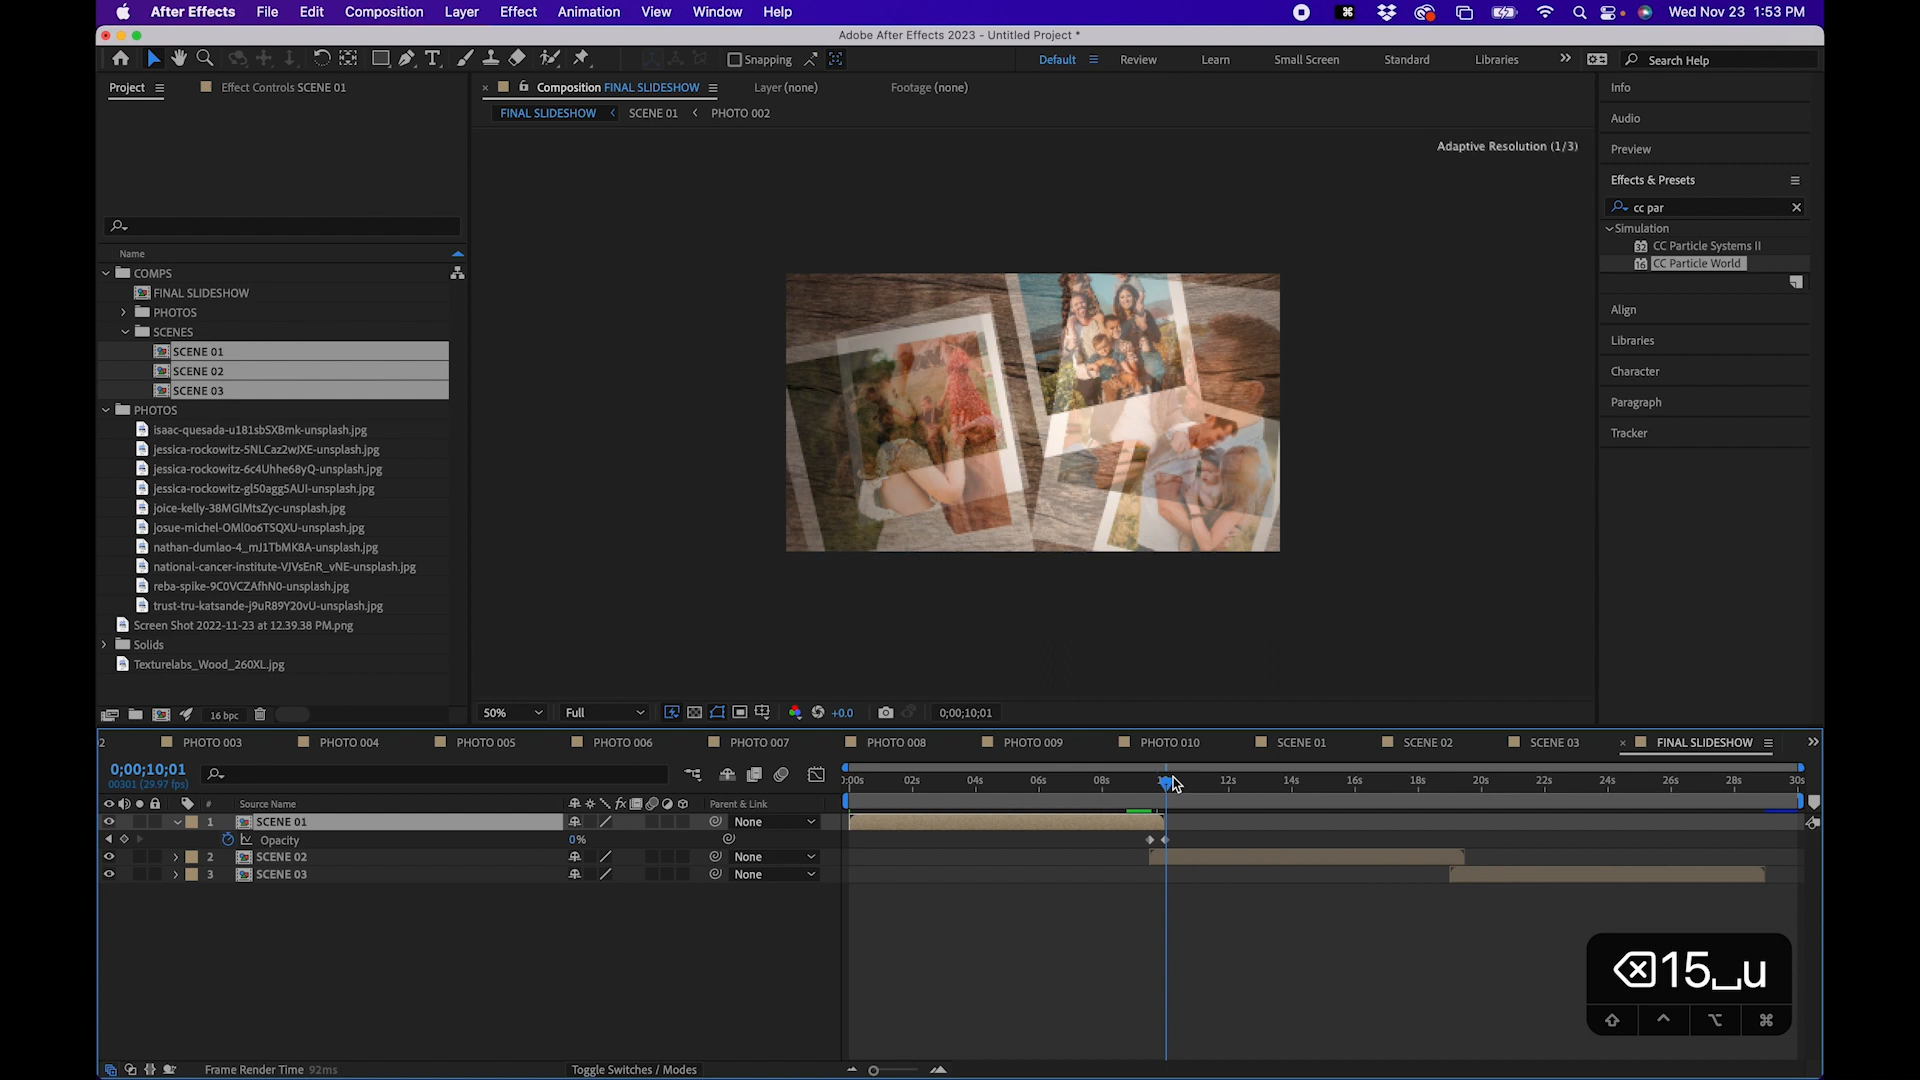 After Effects File Edit Composition Layer Effect Animation View Window Help Wed Nov 23 1:53 PM
Adobe After Effects 2023 - Untitled Project *
Snapping Default Review Learn Small Screen Standard Libraries Search Help
Project Effect Controls SCENE 01 Composition FINAL SLIDESHOW Layer (none) Footage (none) Info
FINAL SLIDESHOW SCENE 01 PHOTO 002
Audio
Adaptive Resolution (1/3)
Preview
Effects & Presets
cc par
Simulation
CC Particle Systems II
CC Particle World
Align
Libraries
Character
Paragraph
Tracker
Name
COMPS
FINAL SLIDESHOW
PHOTOS
SCENES
SCENE 01
SCENE 02
SCENE 03
PHOTOS
isaac-quesada-u181sbSXBmk-unsplash.jpg
jessica-rockowitz-5NLCaz2wJXE-unsplash.jpg
jessica-rockowitz-6c4Uhhe68yQ-unsplash.jpg
jessica-rockowitz-gl50agg5AUI-unsplash.jpg
joice-kelly-38MGlMtsZyc-unsplash.jpg
josue-michel-OMl0o6TSQXU-unsplash.jpg
nathan-dumlao-4_mJ1TbMK8A-unsplash.jpg
national-cancer-institute-VJVsEnR_vNE-unsplash.jpg
reba-spike-9C0VCZAfhN0-unsplash.jpg
trust-tru-katsande-j9uR89Y20vU-unsplash.jpg
Screen Shot 2022-11-23 at 12.39.38 PM.png
Solids
Texturelabs_Wood_260XL.jpg
16 bpc 50% Full +0.0 0;00;10;01
2 PHOTO 003 PHOTO 004 PHOTO 005 PHOTO 006 PHOTO 007 PHOTO 008 PHOTO 009 PHOTO 010 SCENE 01 SCENE 02 SCENE 03 FINAL SLIDESHOW
0;00;10;01
00301 (29.97 fps)
:00s 02s 04s 06s 08s 12s 14s 16s 18s 20s 22s 24s 26s 28s 30s
# Source Name fx Parent & Link
1 SCENE 01 None
Opacity 0%
2 SCENE 02 None
3 SCENE 03 None
15␣u
⇧ ⌃ ⌥ ⌘
Frame Render Time 92ms Toggle Switches / Modes